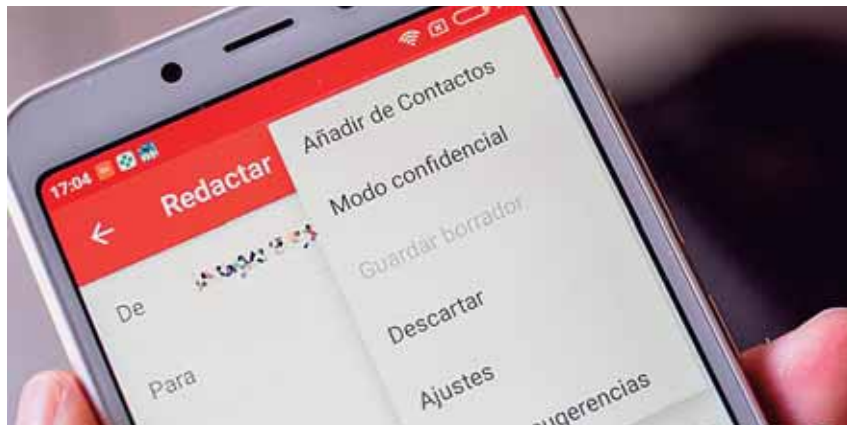 17:04
Redactar
De
Para
Añadir de Contactos
Modo confidencial
Guardar borrador
Descartar
Ajustes